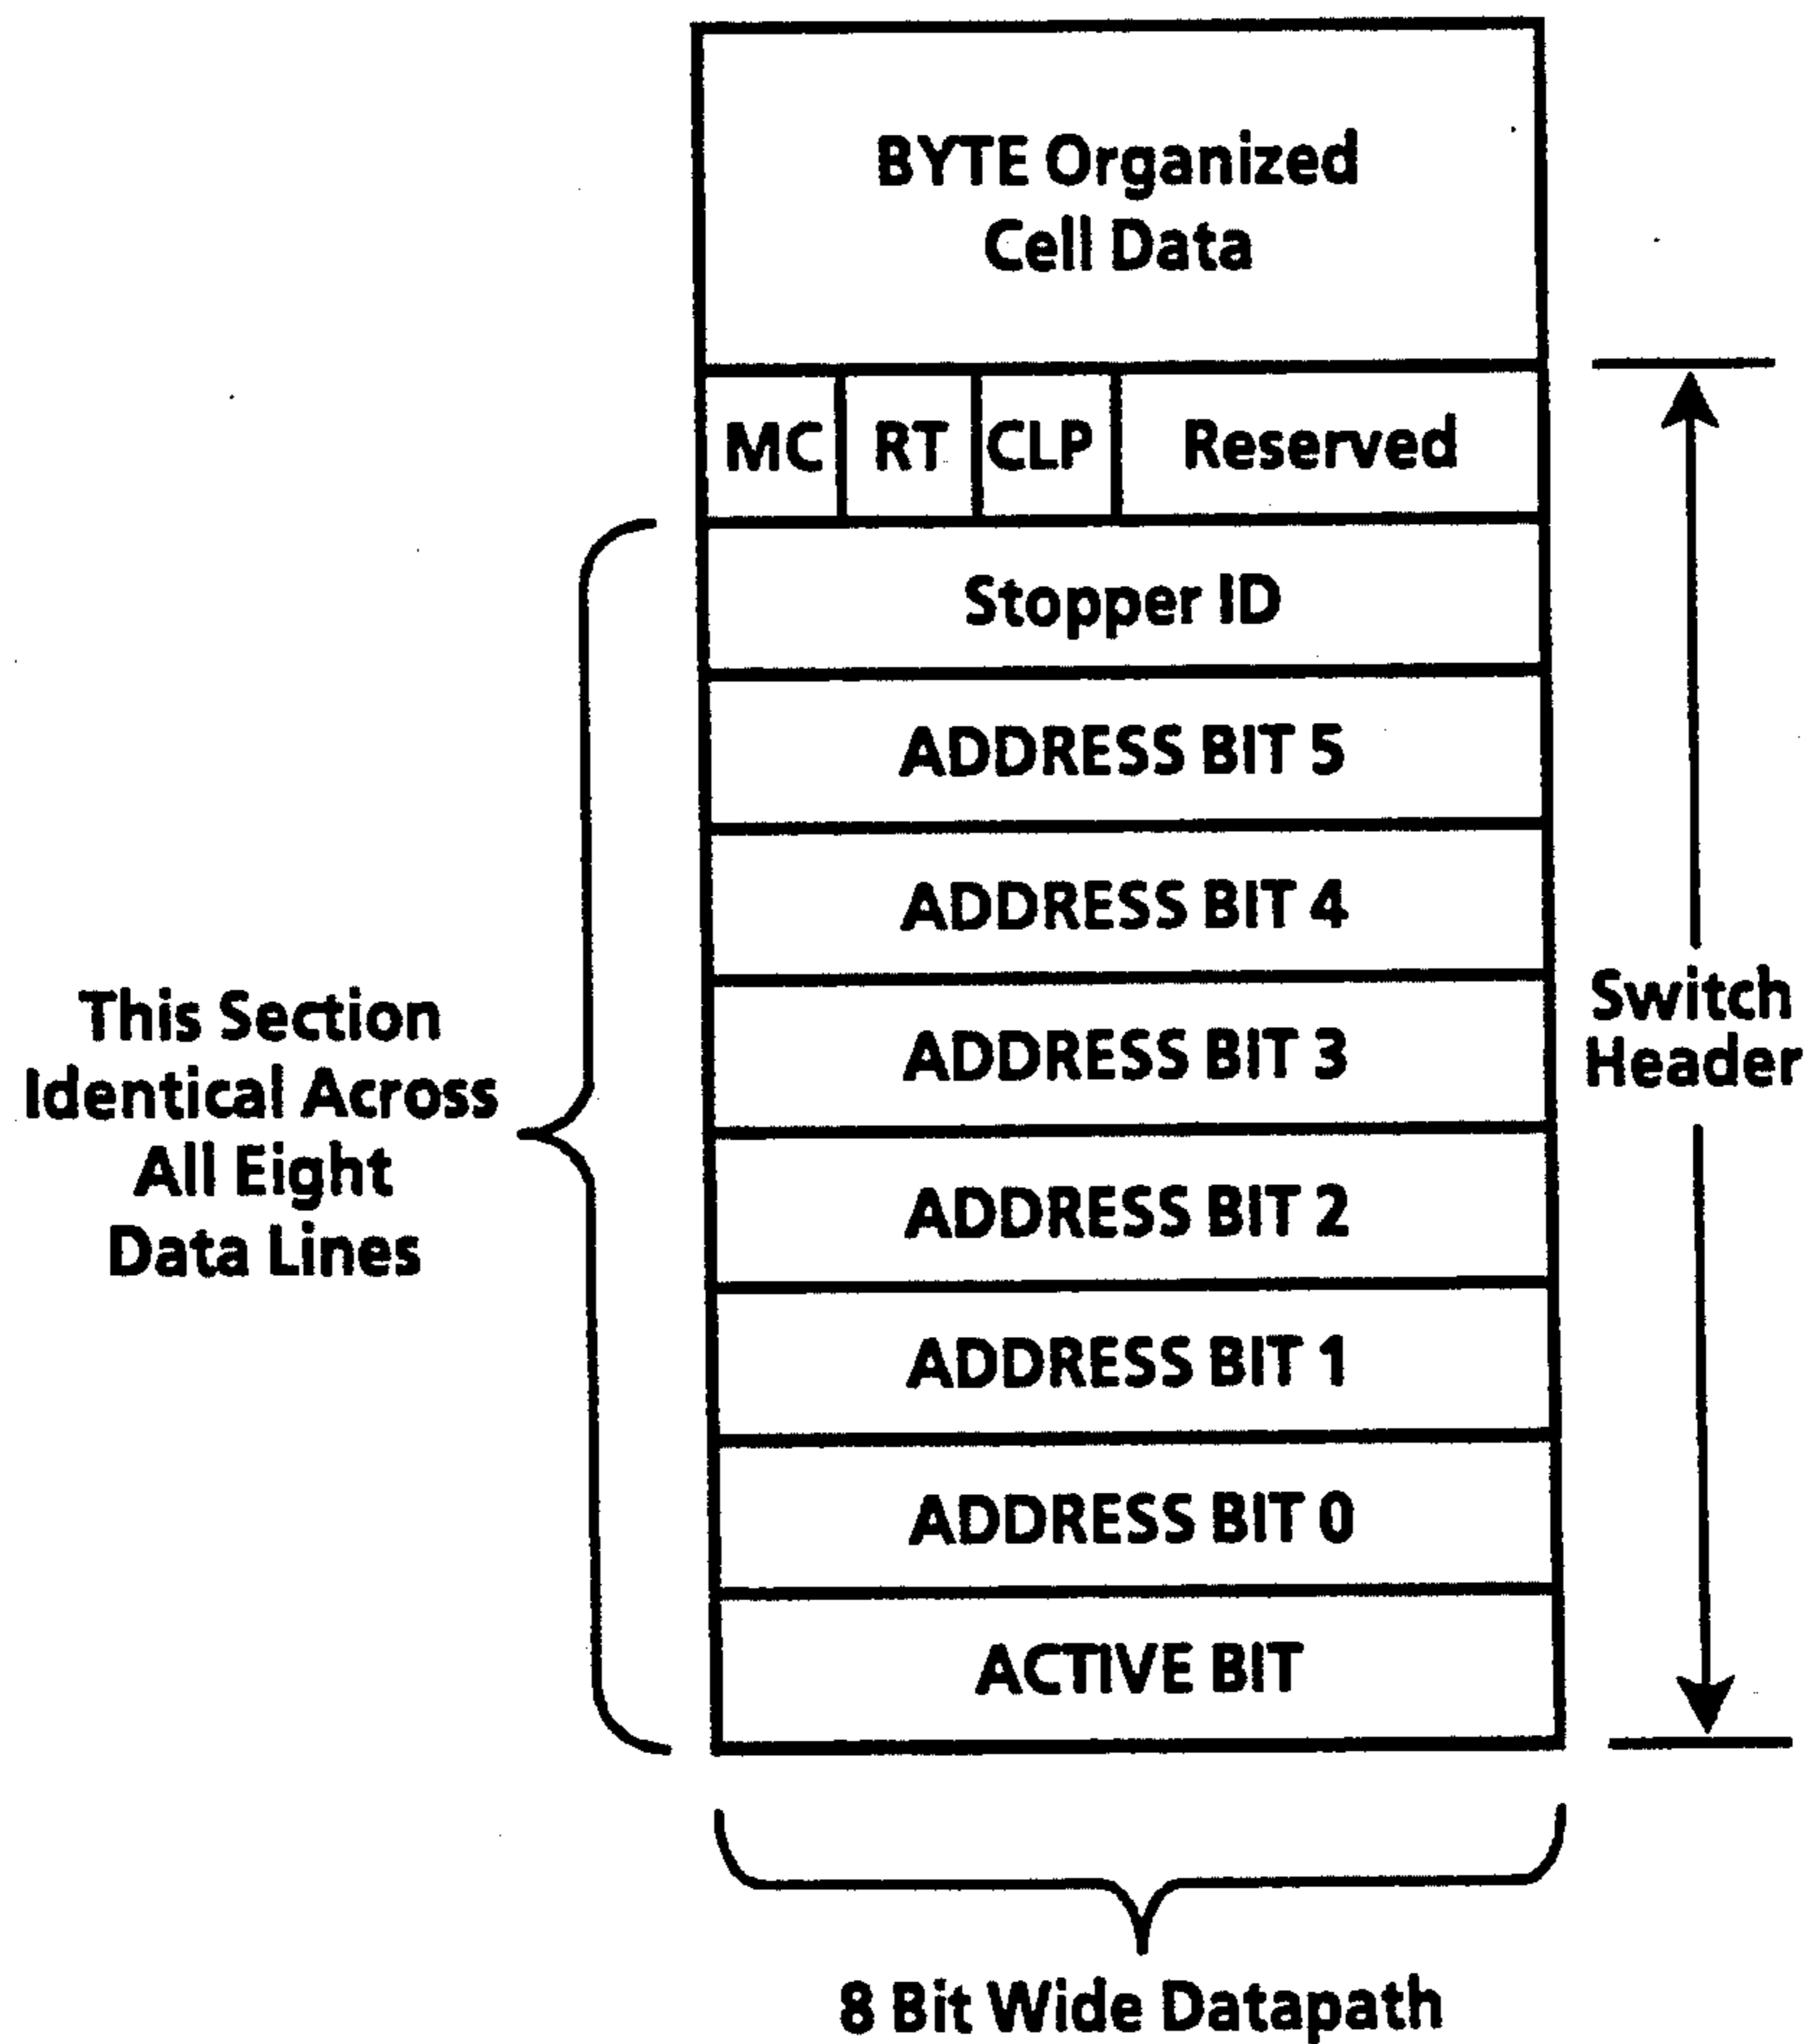 BYTE Organized
Cell Data
MC RT CLP Reserved
Stopper ID
ADDRESS BIT 5
ADDRESS BIT 4
ADDRESS BIT 3
ADDRESS BIT 2
ADDRESS BIT 1
ADDRESS BIT 0
ACTIVE BIT
This Section
Identical Across
All Eight
Data Lines
Switch
Header
8 Bit Wide Datapath